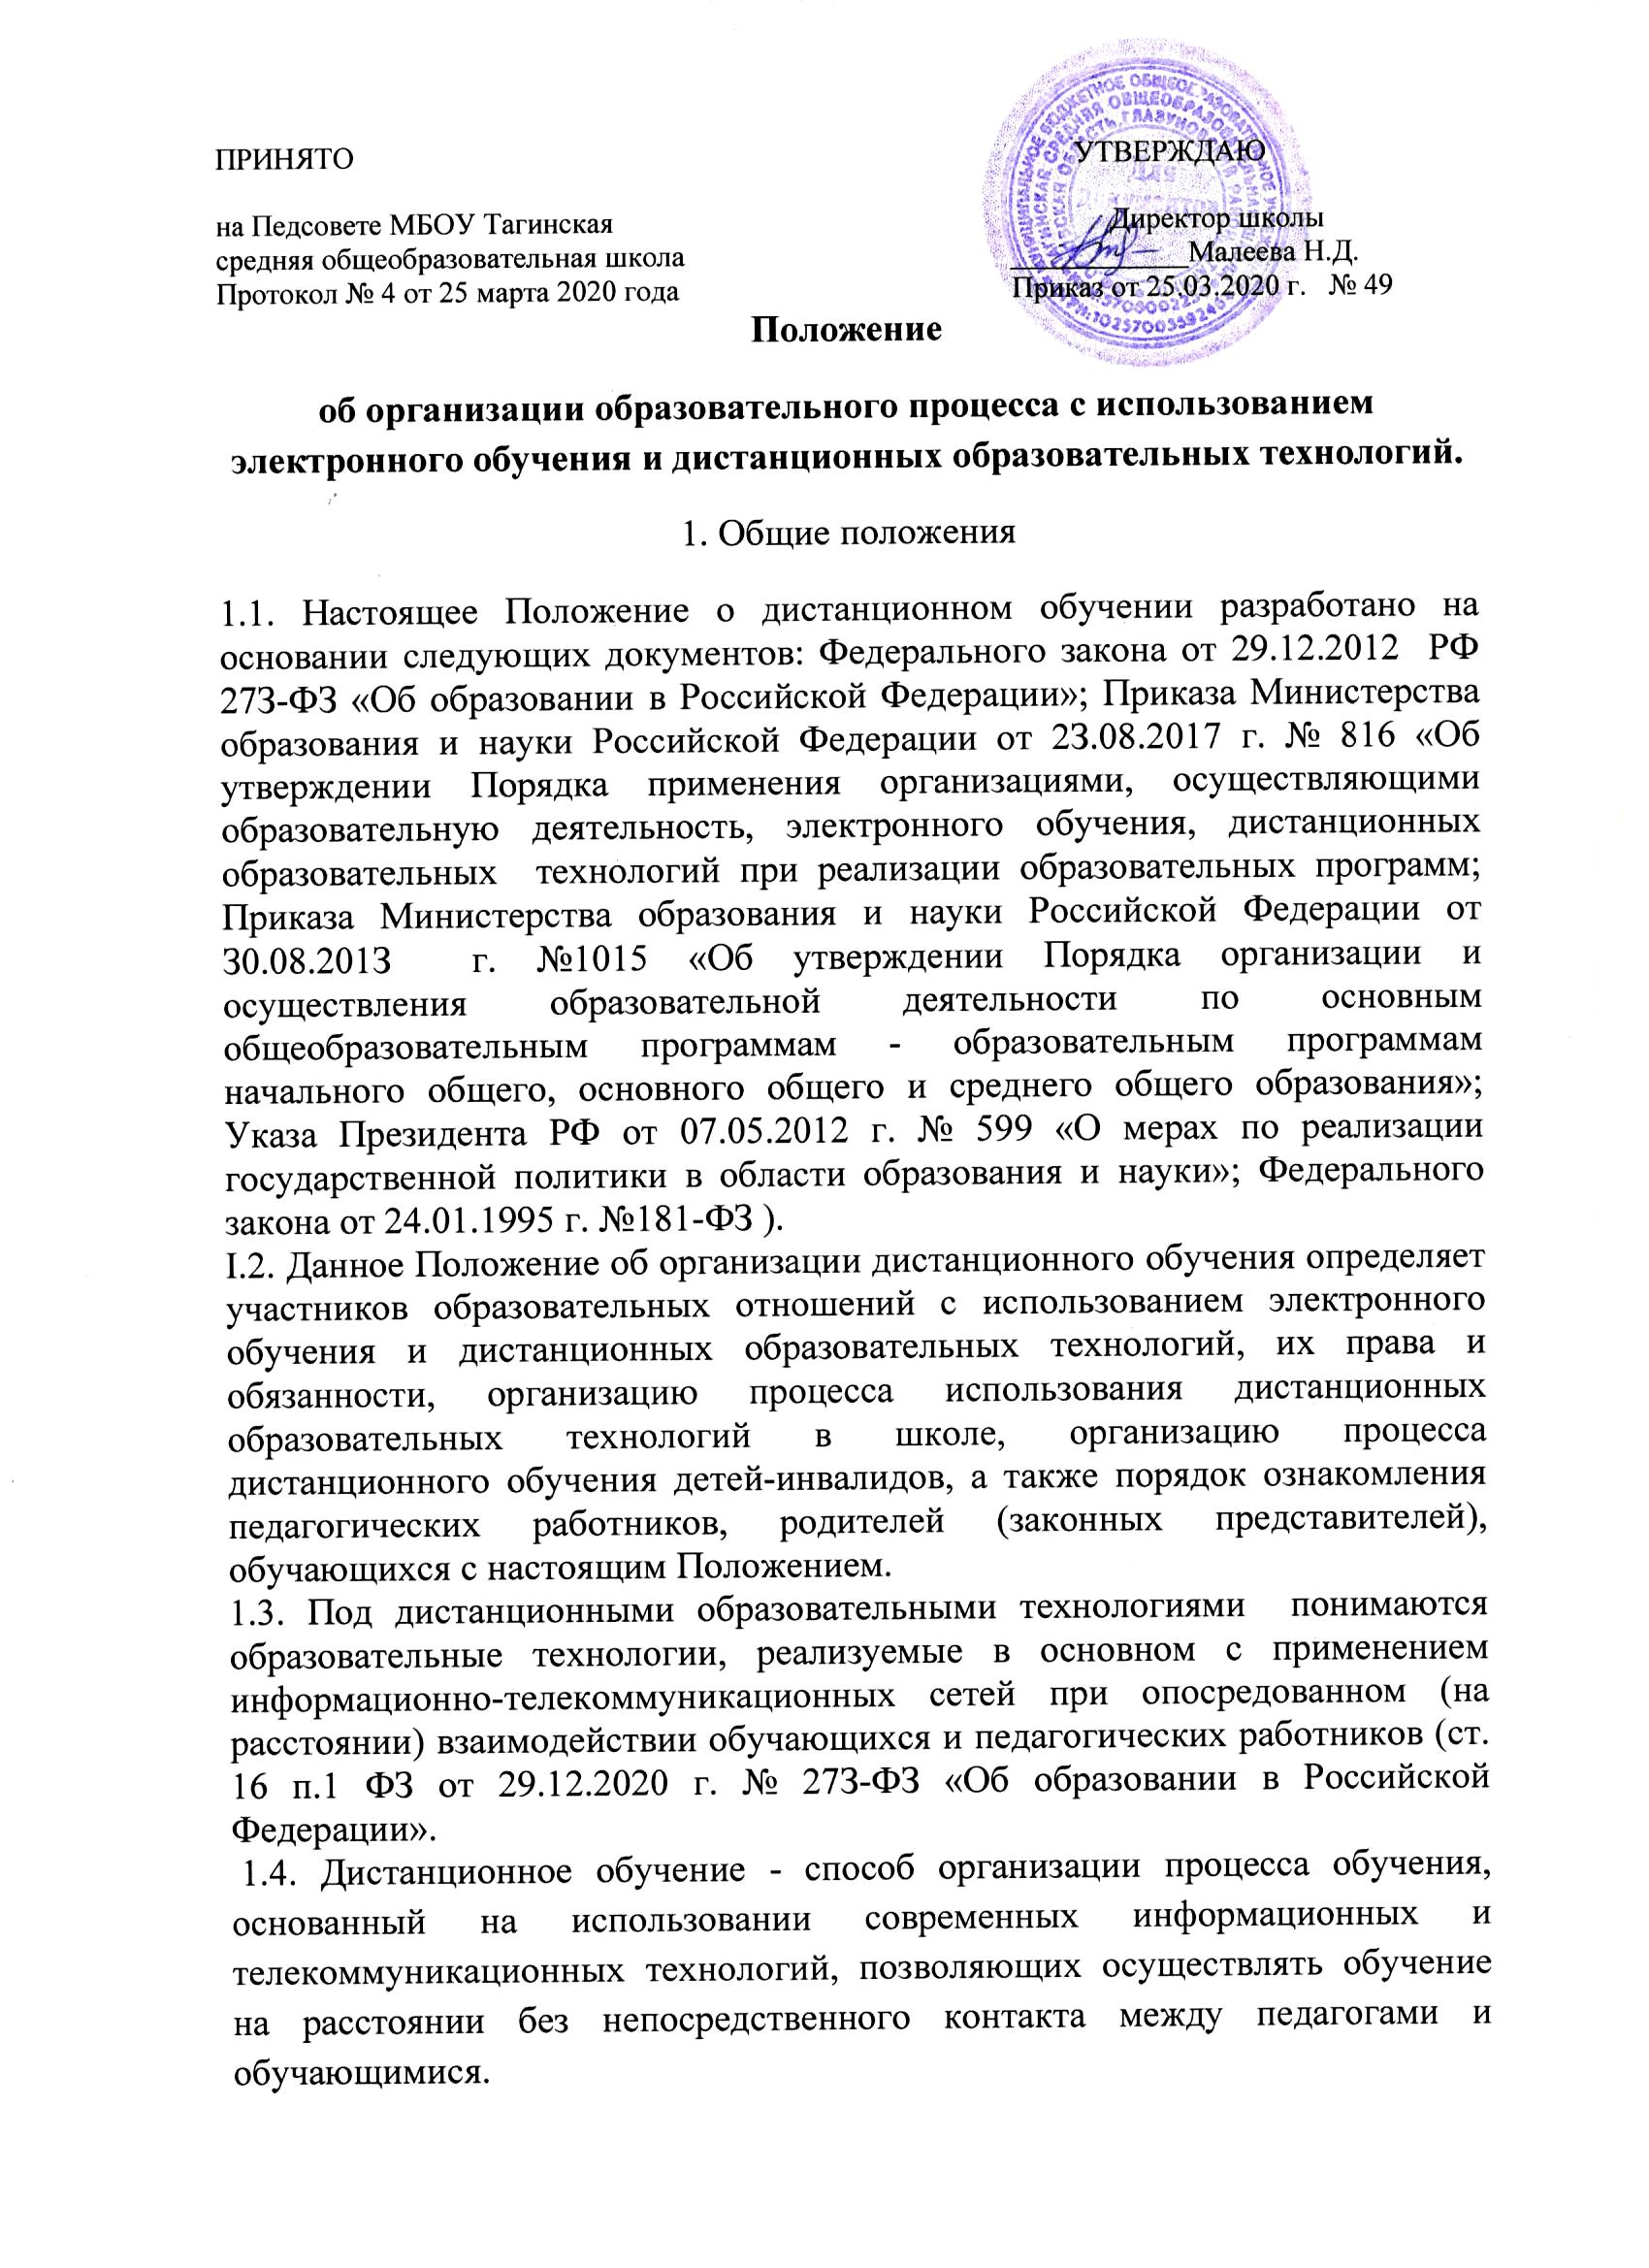 ПРИНЯТО
УТВЕРЖДАЮ
на Педсовете МБОУ Тагинская
средняя общеобразовательная школа
Протокол № 4 от 25 марта 2020 года
Директор школы
____________Малеева Н.Д.
Приказ от 25.03.2020 г. № 49
Положение
об организации образовательного процесса с использованием
электронного обучения и дистанционных образовательных технологий.
1. Общие положения
1.1. Настоящее Положение о дистанционном обучении разработано на
основании следующих документов: Федерального закона от 29.12.2012 РФ
273-ФЗ «Об образовании в Российской Федерации»; Приказа Министерства
образования и науки Российской Федерации от 23.08.2017 г. № 816 «Об
утверждении Порядка применения организациями, осуществляющими
образовательную деятельность, электронного обучения, дистанционных
образовательных технологий при реализации образовательных программ;
Приказа Министерства образования и науки Российской Федерации от
30.08.2013 г. №1015 «Об утверждении Порядка организации и
осуществления образовательной деятельности по основным
общеобразовательным программам - образовательным программам
начального общего, основного общего и среднего общего образования»;
Указа Президента РФ от 07.05.2012 г. № 599 «О мерах по реализации
государственной политики в области образования и науки»; Федерального
закона от 24.01.1995 г. №181-ФЗ ).
I.2. Данное Положение об организации дистанционного обучения определяет
участников образовательных отношений с использованием электронного
обучения и дистанционных образовательных технологий, их права и
обязанности, организацию процесса использования дистанционных
образовательных технологий в школе, организацию процесса
дистанционного обучения детей-инвалидов, а также порядок ознакомления
педагогических работников, родителей (законных представителей),
обучающихся с настоящим Положением.
1.3. Под дистанционными образовательными технологиями понимаются
образовательные технологии, реализуемые в основном с применением
информационно-телекоммуникационных сетей при опосредованном (на
расстоянии) взаимодействии обучающихся и педагогических работников (ст.
16 п.1 ФЗ от 29.12.2020 г. № 273-ФЗ «Об образовании в Российской
Федерации».
1.4. Дистанционное обучение - способ организации процесса обучения,
основанный на использовании современных информационных и
телекоммуникационных технологий, позволяющих осуществлять обучение
на расстоянии без непосредственного контакта между педагогами и
обучающимися.